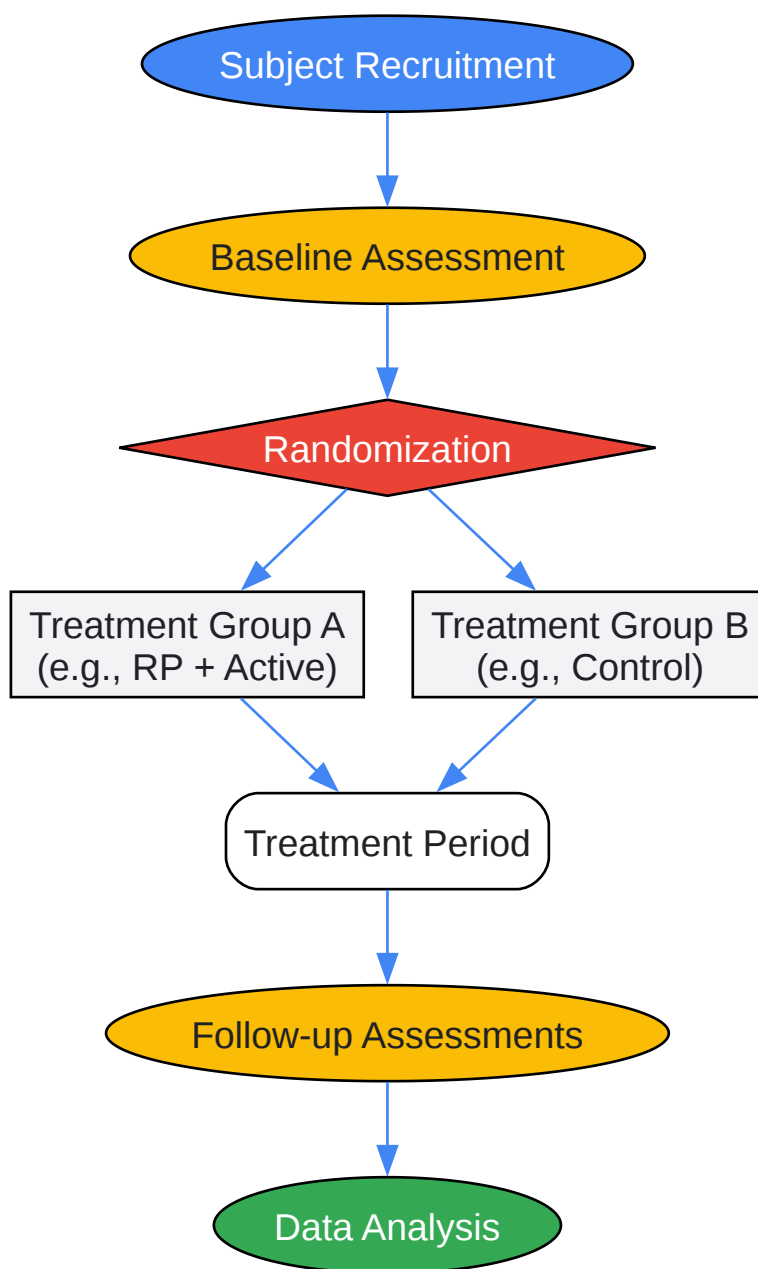 Subject Recruitment
Baseline Assessment
Randomization
Treatment Group A
(e.g., RP + Active)
Treatment Group B
(e.g., Control)
Treatment Period
Follow-up Assessments
Data Analysis